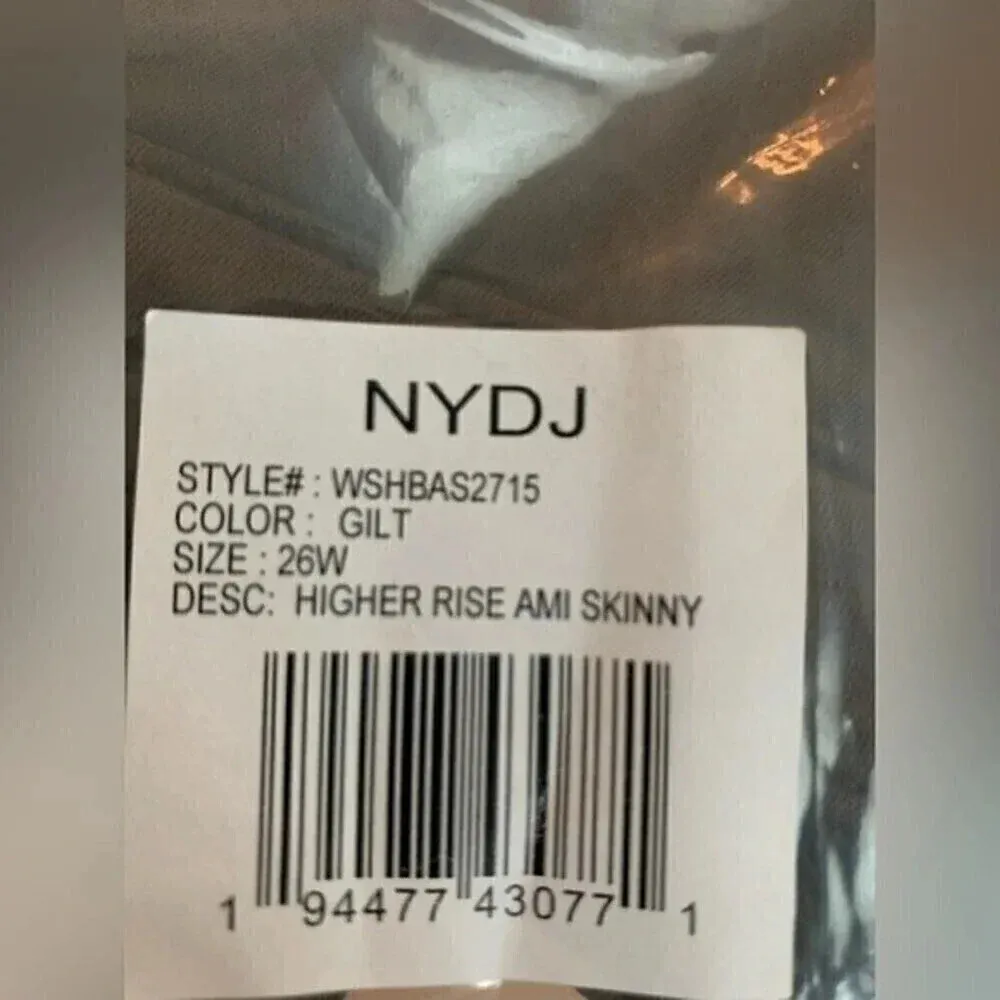 NYDJ
STYLE# : WSHBAS2715
COLOR : GILT
SIZE : 26W
DESC: HIGHER RISE AMI SKINNY
1 94477 43077 1